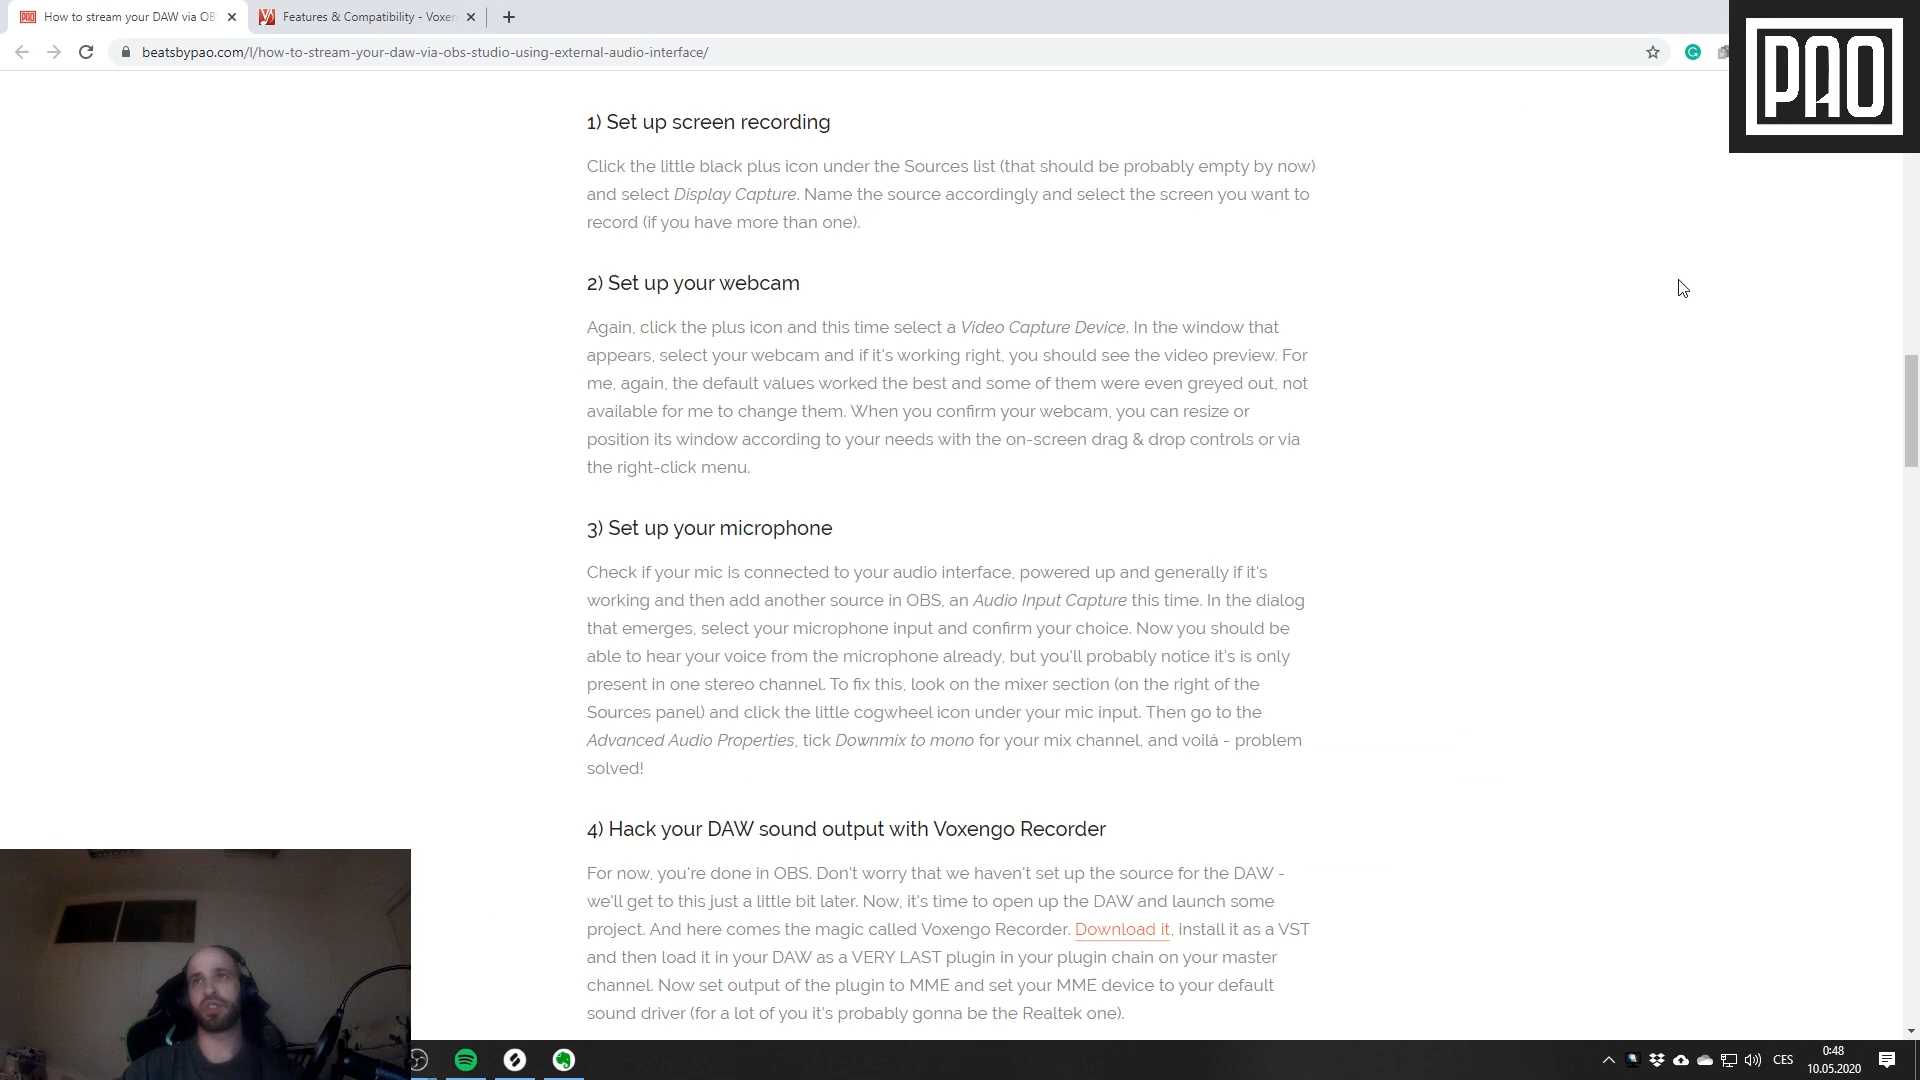 How to stream your DAW via OBS
Features & Compatibility - Voxen
beatsbypao.com/l/how-to-stream-your-daw-via-obs-studio-using-external-audio-interface/
PAO
1) Set up screen recording
Click the little black plus icon under the Sources list (that should be probably empty by now)
and select Display Capture. Name the source accordingly and select the screen you want to
record (if you have more than one).
2) Set up your webcam
Again, click the plus icon and this time select a Video Capture Device. In the window that
appears, select your webcam and if it's working right, you should see the video preview. For
me, again, the default values worked the best and some of them were even greyed out, not
available for me to change them. When you confirm your webcam, you can resize or
position its window according to your needs with the on-screen drag & drop controls or via
the right-click menu.
3) Set up your microphone
Check if your mic is connected to your audio interface, powered up and generally if it's
working and then add another source in OBS, an Audio Input Capture this time. In the dialog
that emerges, select your microphone input and confirm your choice. Now you should be
able to hear your voice from the microphone already, but you'll probably notice it's is only
present in one stereo channel. To fix this, look on the mixer section (on the right of the
Sources panel) and click the little cogwheel icon under your mic input. Then go to the
Advanced Audio Properties, tick Downmix to mono for your mix channel, and voilá - problem
solved!
4) Hack your DAW sound output with Voxengo Recorder
For now, you're done in OBS. Don't worry that we haven't set up the source for the DAW -
we'll get to this just a little bit later. Now, it's time to open up the DAW and launch some
project. And here comes the magic called Voxengo Recorder. Download it, install it as a VST
and then load it in your DAW as a VERY LAST plugin in your plugin chain on your master
channel. Now set output of the plugin to MME and set your MME device to your default
sound driver (for a lot of you it's probably gonna be the Realtek one).
CES
0:48
10.05.2020